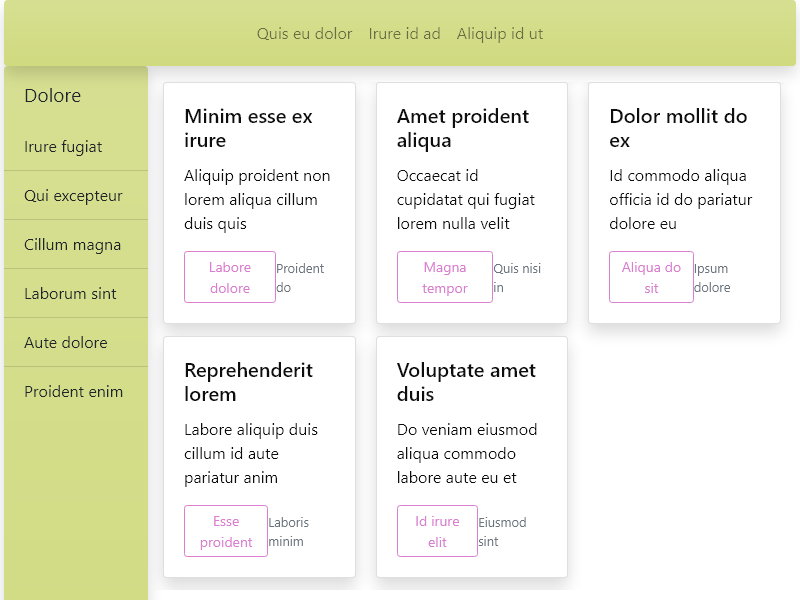 Quis eu dolor Irure id ad Aliquip id ut
Dolore
Irure fugiat
Qui excepteur
Cillum magna
Laborum sint
Aute dolore
Proident enim
Minim esse ex
irure
Aliquip proident non
lorem aliqua cillum
duis quis
Labore
dolore
Proident
do
Amet proident
aliqua
Occaecat id
cupidatat qui fugiat
lorem nulla velit
Magna
tempor
Quis nisi
in
Dolor mollit do
ex
Id commodo aliqua
officia id do pariatur
dolore eu
Aliqua do
sit
Ipsum
dolore
Reprehenderit
lorem
Labore aliquip duis
cillum id aute
pariatur anim
Esse
proident
Laboris
minim
Voluptate amet
duis
Do veniam eiusmod
aliqua commodo
labore aute eu et
Id irure
elit
Eiusmod
sint